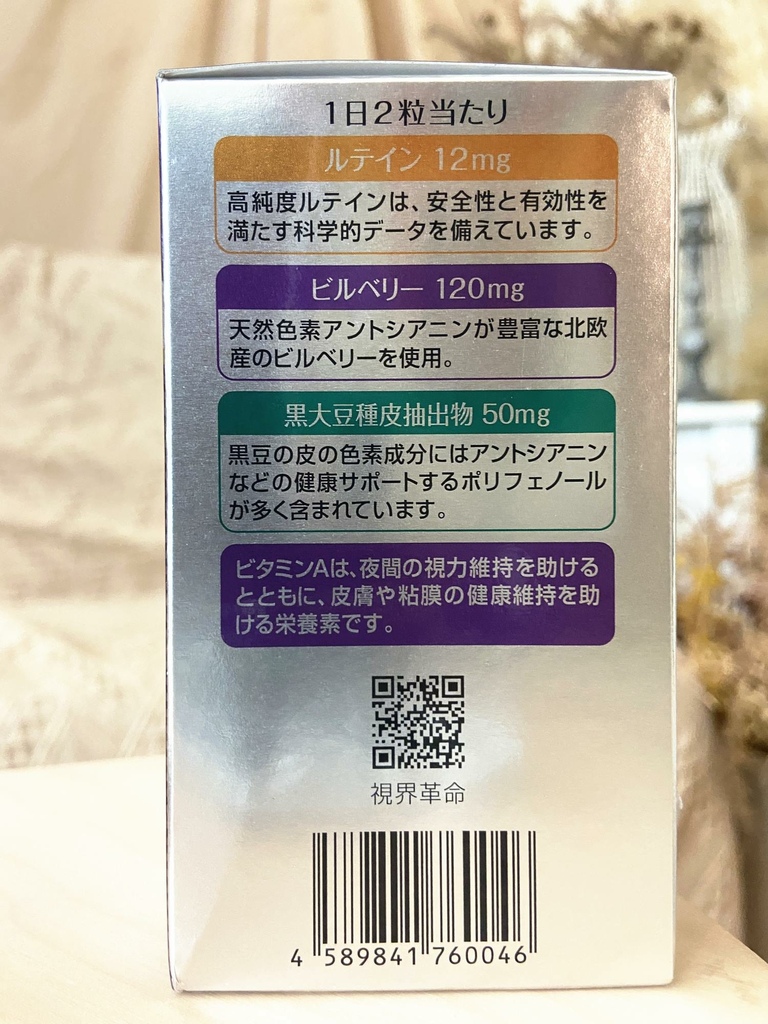 1日2粒当たり
ルテイン 12mg
高純度ルテインは、安全性と有効性を
満たす科学的データを備えています。
ビルベリー 120mg
天然色素アントシアニンが豊富な北欧
産のビルベリーを使用。
黒大豆種皮抽出物 50mg
黒豆の皮の色素成分にはアントシアニン
などの健康サポートするポリフェノール
が多く含まれています。
ビタミンAは、夜間の視力維持を助ける
とともに、皮膚や粘膜の健康維持を助
ける栄養素です。
視界革命
4 589841 760046